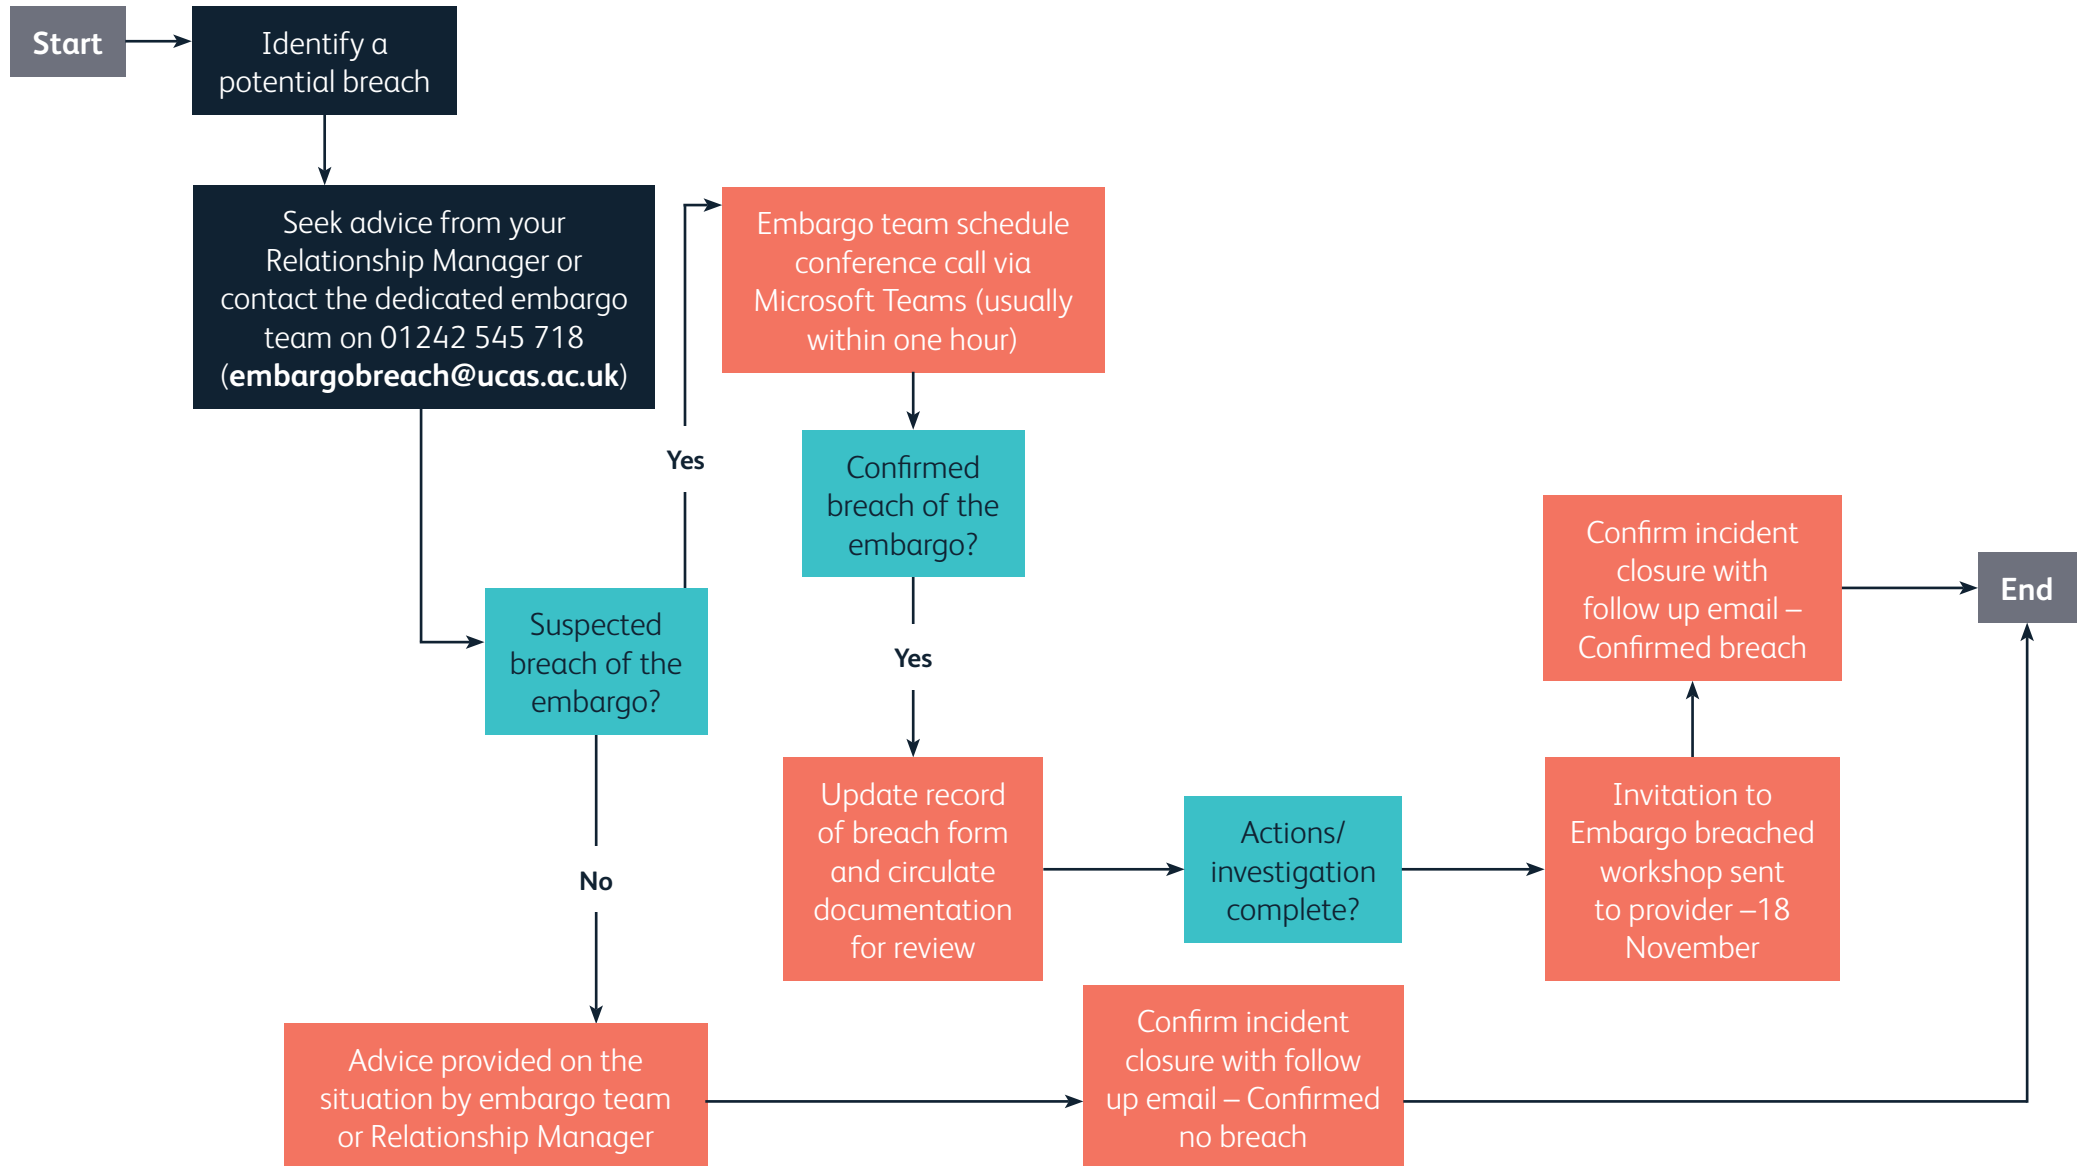 Start
Identify a
potential breach
Seek advice from your
Relationship Manager or
contact the dedicated embargo
team on 01242 545 718
(embargobreach@ucas.ac.uk)
Suspected
breach of the
embargo?
Yes
Embargo team schedule
conference call via
Microsoft Teams (usually
within one hour)
Confirmed
breach of the
embargo?
Yes
Update record
of breach form
and circulate
documentation
for review
Actions/
investigation
complete?
Invitation to
Embargo breached
workshop sent
to provider –18
November
Confirm incident
closure with
follow up email –
Confirmed breach
End
No
Advice provided on the
situation by embargo team
or Relationship Manager
Confirm incident
closure with follow
up email – Confirmed
no breach